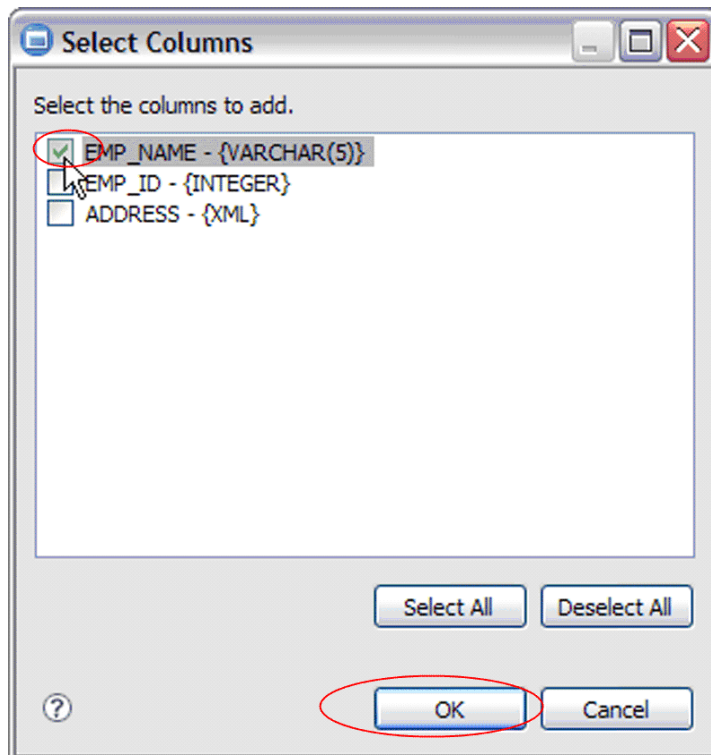 Select Columns
Select the columns to add.
EMP_NAME - {VARCHAR(5)}
EMP_ID - {INTEGER}
ADDRESS - {XML}
Select All
Deselect All
?
OK
Cancel